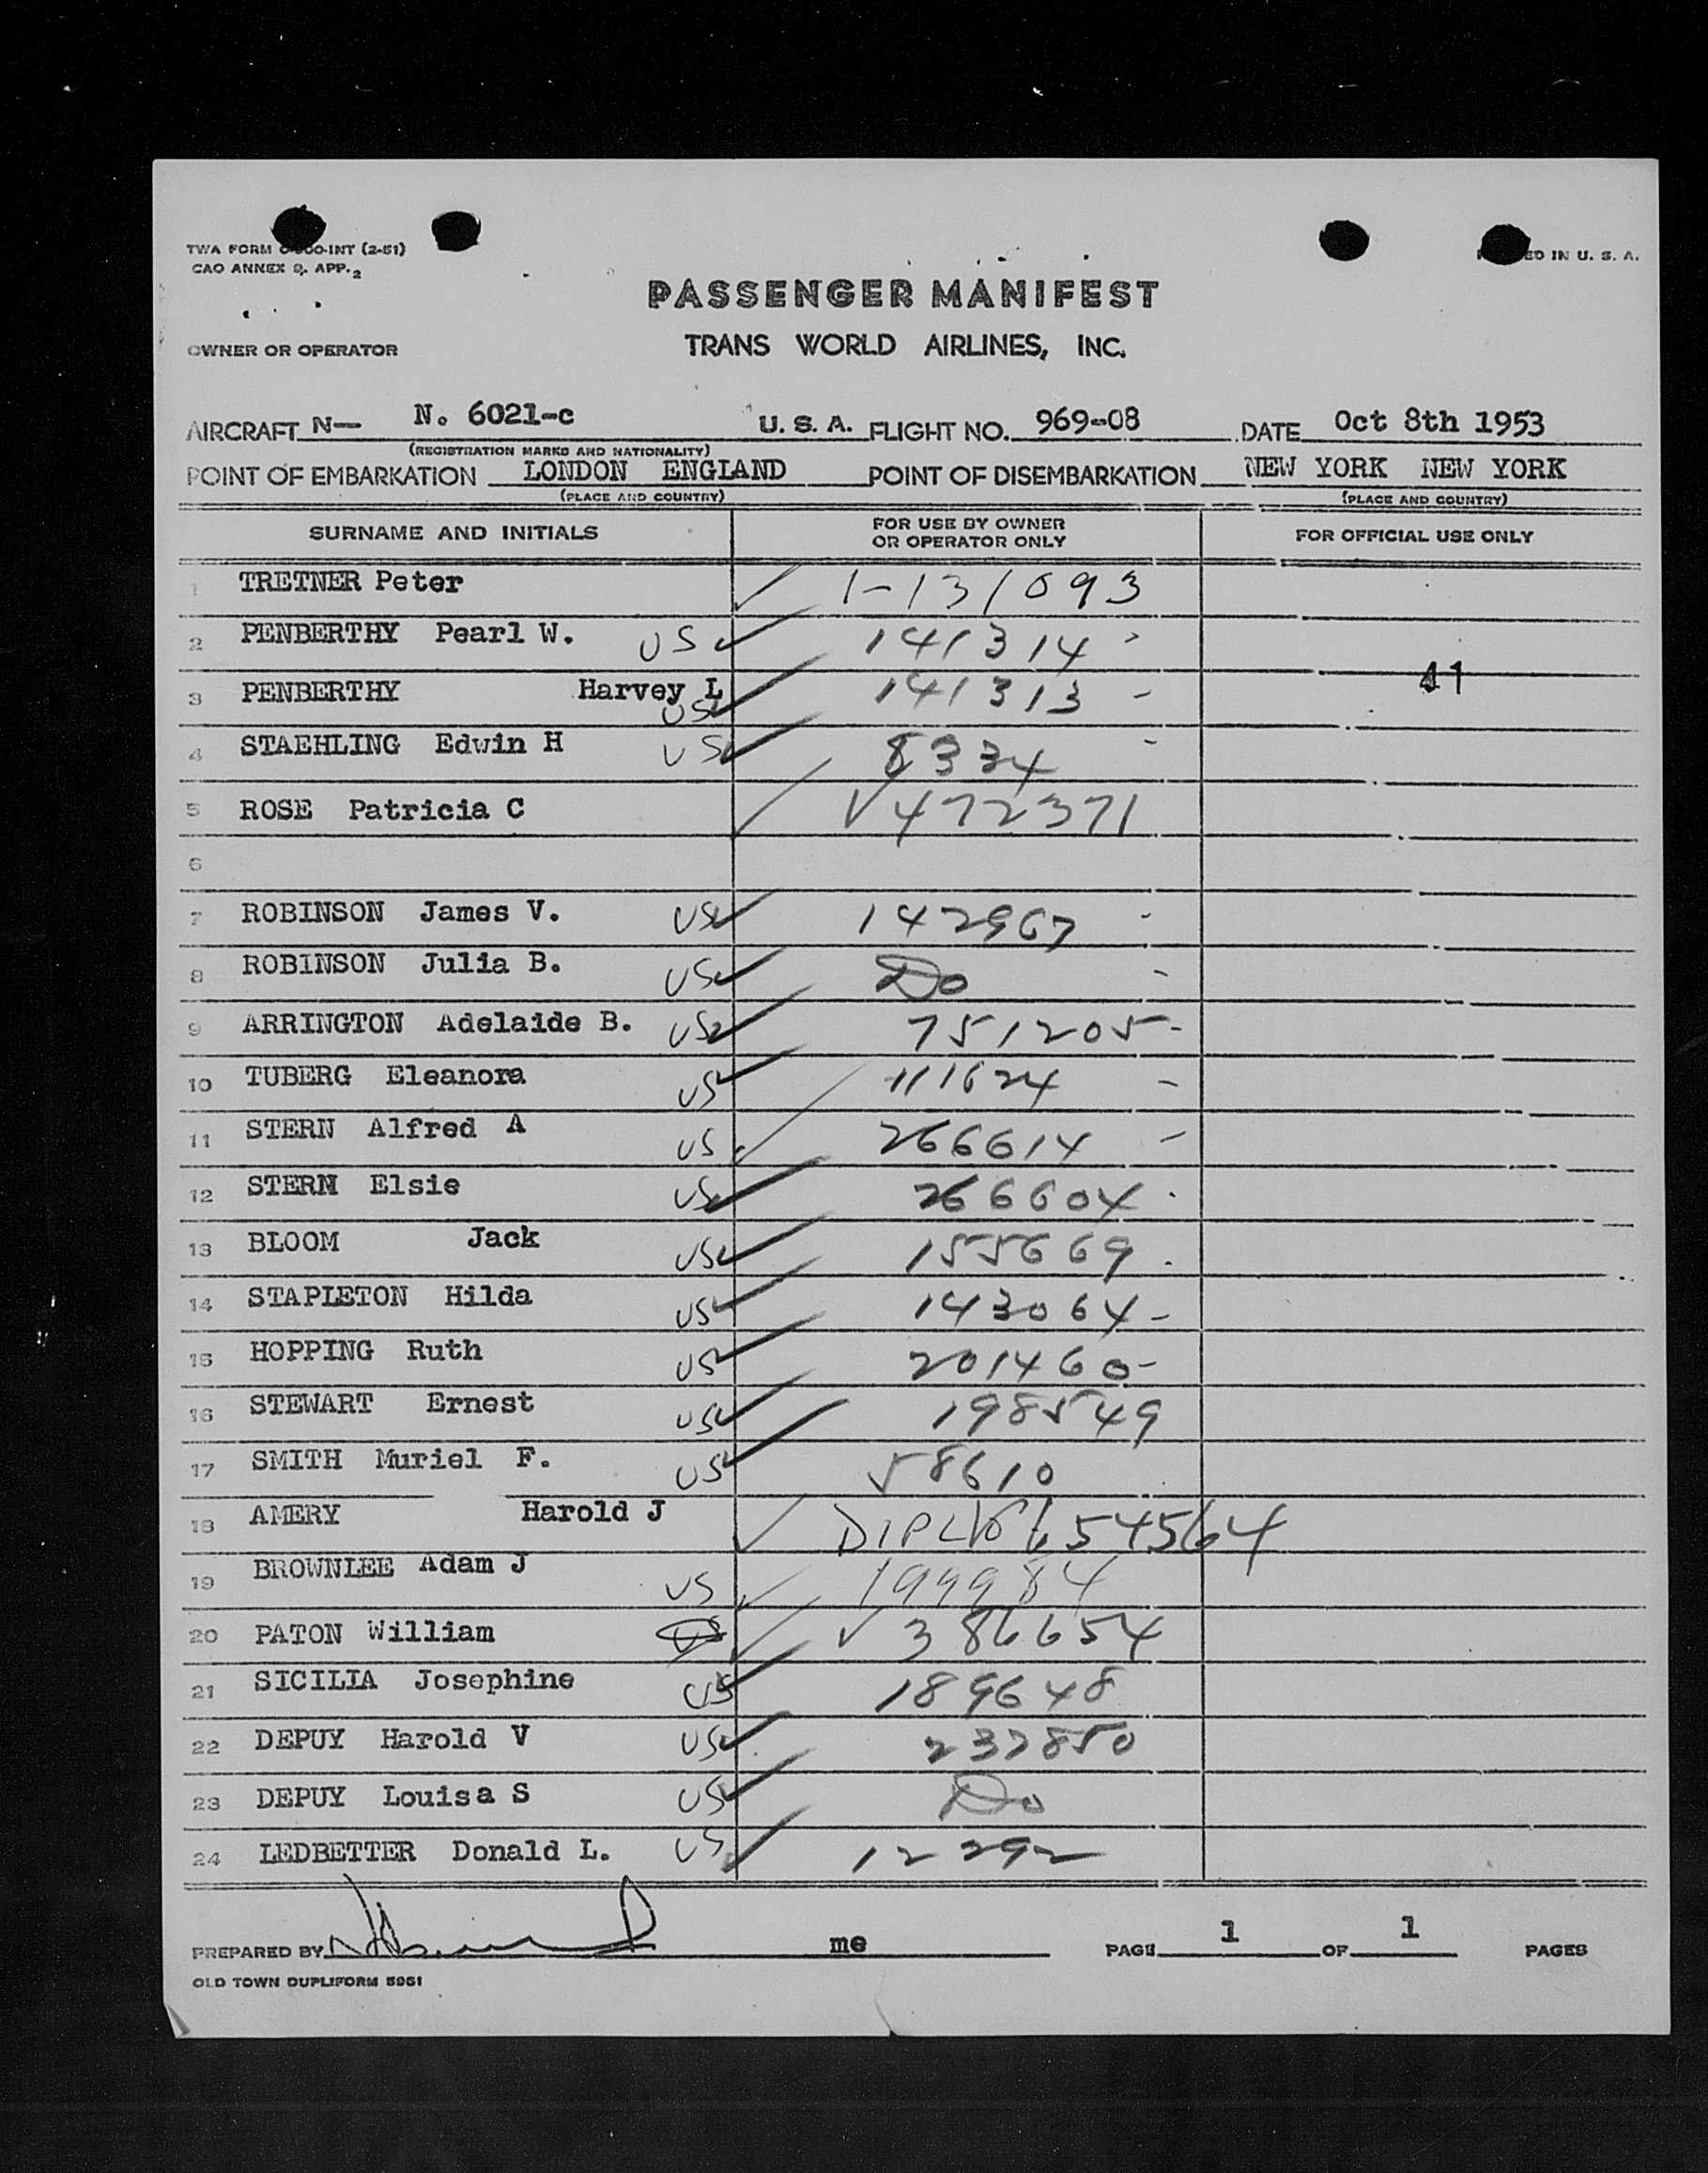 TWA FORM -INT (2-51)
CAO ANNEX 9, APP. 2
IN U. S. A.
PASSENGER MANIFEST
OWNER OR OPERATOR
TRANS WORLD AIRLINES, INC.
AIRCRAFT N— N. 6021-c U. S. A. FLIGHT NO. 969-08 DATE Oct 8th 1953
(REGISTRATION MARKS AND NATIONALITY)
POINT OF EMBARKATION LONDON ENGLAND POINT OF DISEMBARKATION NEW YORK NEW YORK
(PLACE AND COUNTRY) (PLACE AND COUNTRY)
SURNAME AND INITIALS FOR USE BY OWNER OR OPERATOR ONLY FOR OFFICIAL USE ONLY
1 TRETNER Peter 1-131093
2 PENBERTHY Pearl W. US 141314
3 PENBERTHY Harvey L US 141313 41
4 STAEHLING Edwin H US 8334
5 ROSE Patricia C 472371
6
7 ROBINSON James V. US 142967
8 ROBINSON Julia B. US Do
9 ARRINGTON Adelaide B. US 751205
10 TUBERG Eleanora US 111624
11 STERN Alfred A US 266614
12 STERN Elsie US 266604
13 BLOOM Jack US 155669
14 STAPLETON Hilda US 143064
15 HOPPING Ruth US 201460
16 STEWART Ernest US 198549
17 SMITH Muriel F. US 58610
18 AMERY Harold J 54564
19 BROWNLEE Adam J US 199984
20 PATON William US 386654
21 SICILIA Josephine US 189648
22 DEPUY Harold V US 232850
23 DEPUY Louisa S US Do
24 LEDBETTER Donald L. US 12292
PREPARED BY me PAGE 1 OF 1 PAGES
OLD TOWN DUPLIFORM 5051